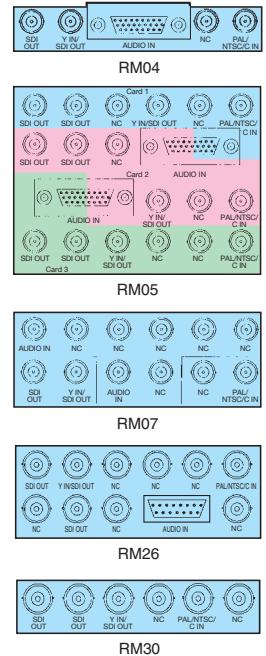 SDI OUT
Y IN/ SDI OUT
AUDIO IN
NC
PAL/ NTSC/C IN
RM04
Card 1
SDI OUT SDI OUT NC Y IN/SDI OUT NC PAL/NTSC/ C IN
SDI OUT SDI OUT NC AUDIO IN
Card 2
AUDIO IN Y IN/ SDI OUT NC PAL/NTSC/ C IN
SDI OUT SDI OUT Y IN/ SDI OUT NC NC PAL/NTSC/ C IN
Card 3
RM05
AUDIO IN NC NC NC NC NC
SDI OUT Y IN/ SDI OUT AUDIO IN NC NC PAL/ NTSC/C IN
RM07
SDI OUT Y IN/SDI OUT NC NC NC PAL/NTSC/C IN
NC SDI OUT NC AUDIO IN NC
RM26
SDI OUT SDI OUT Y IN/ SDI OUT NC PAL/NTSC/ C IN NC
RM30